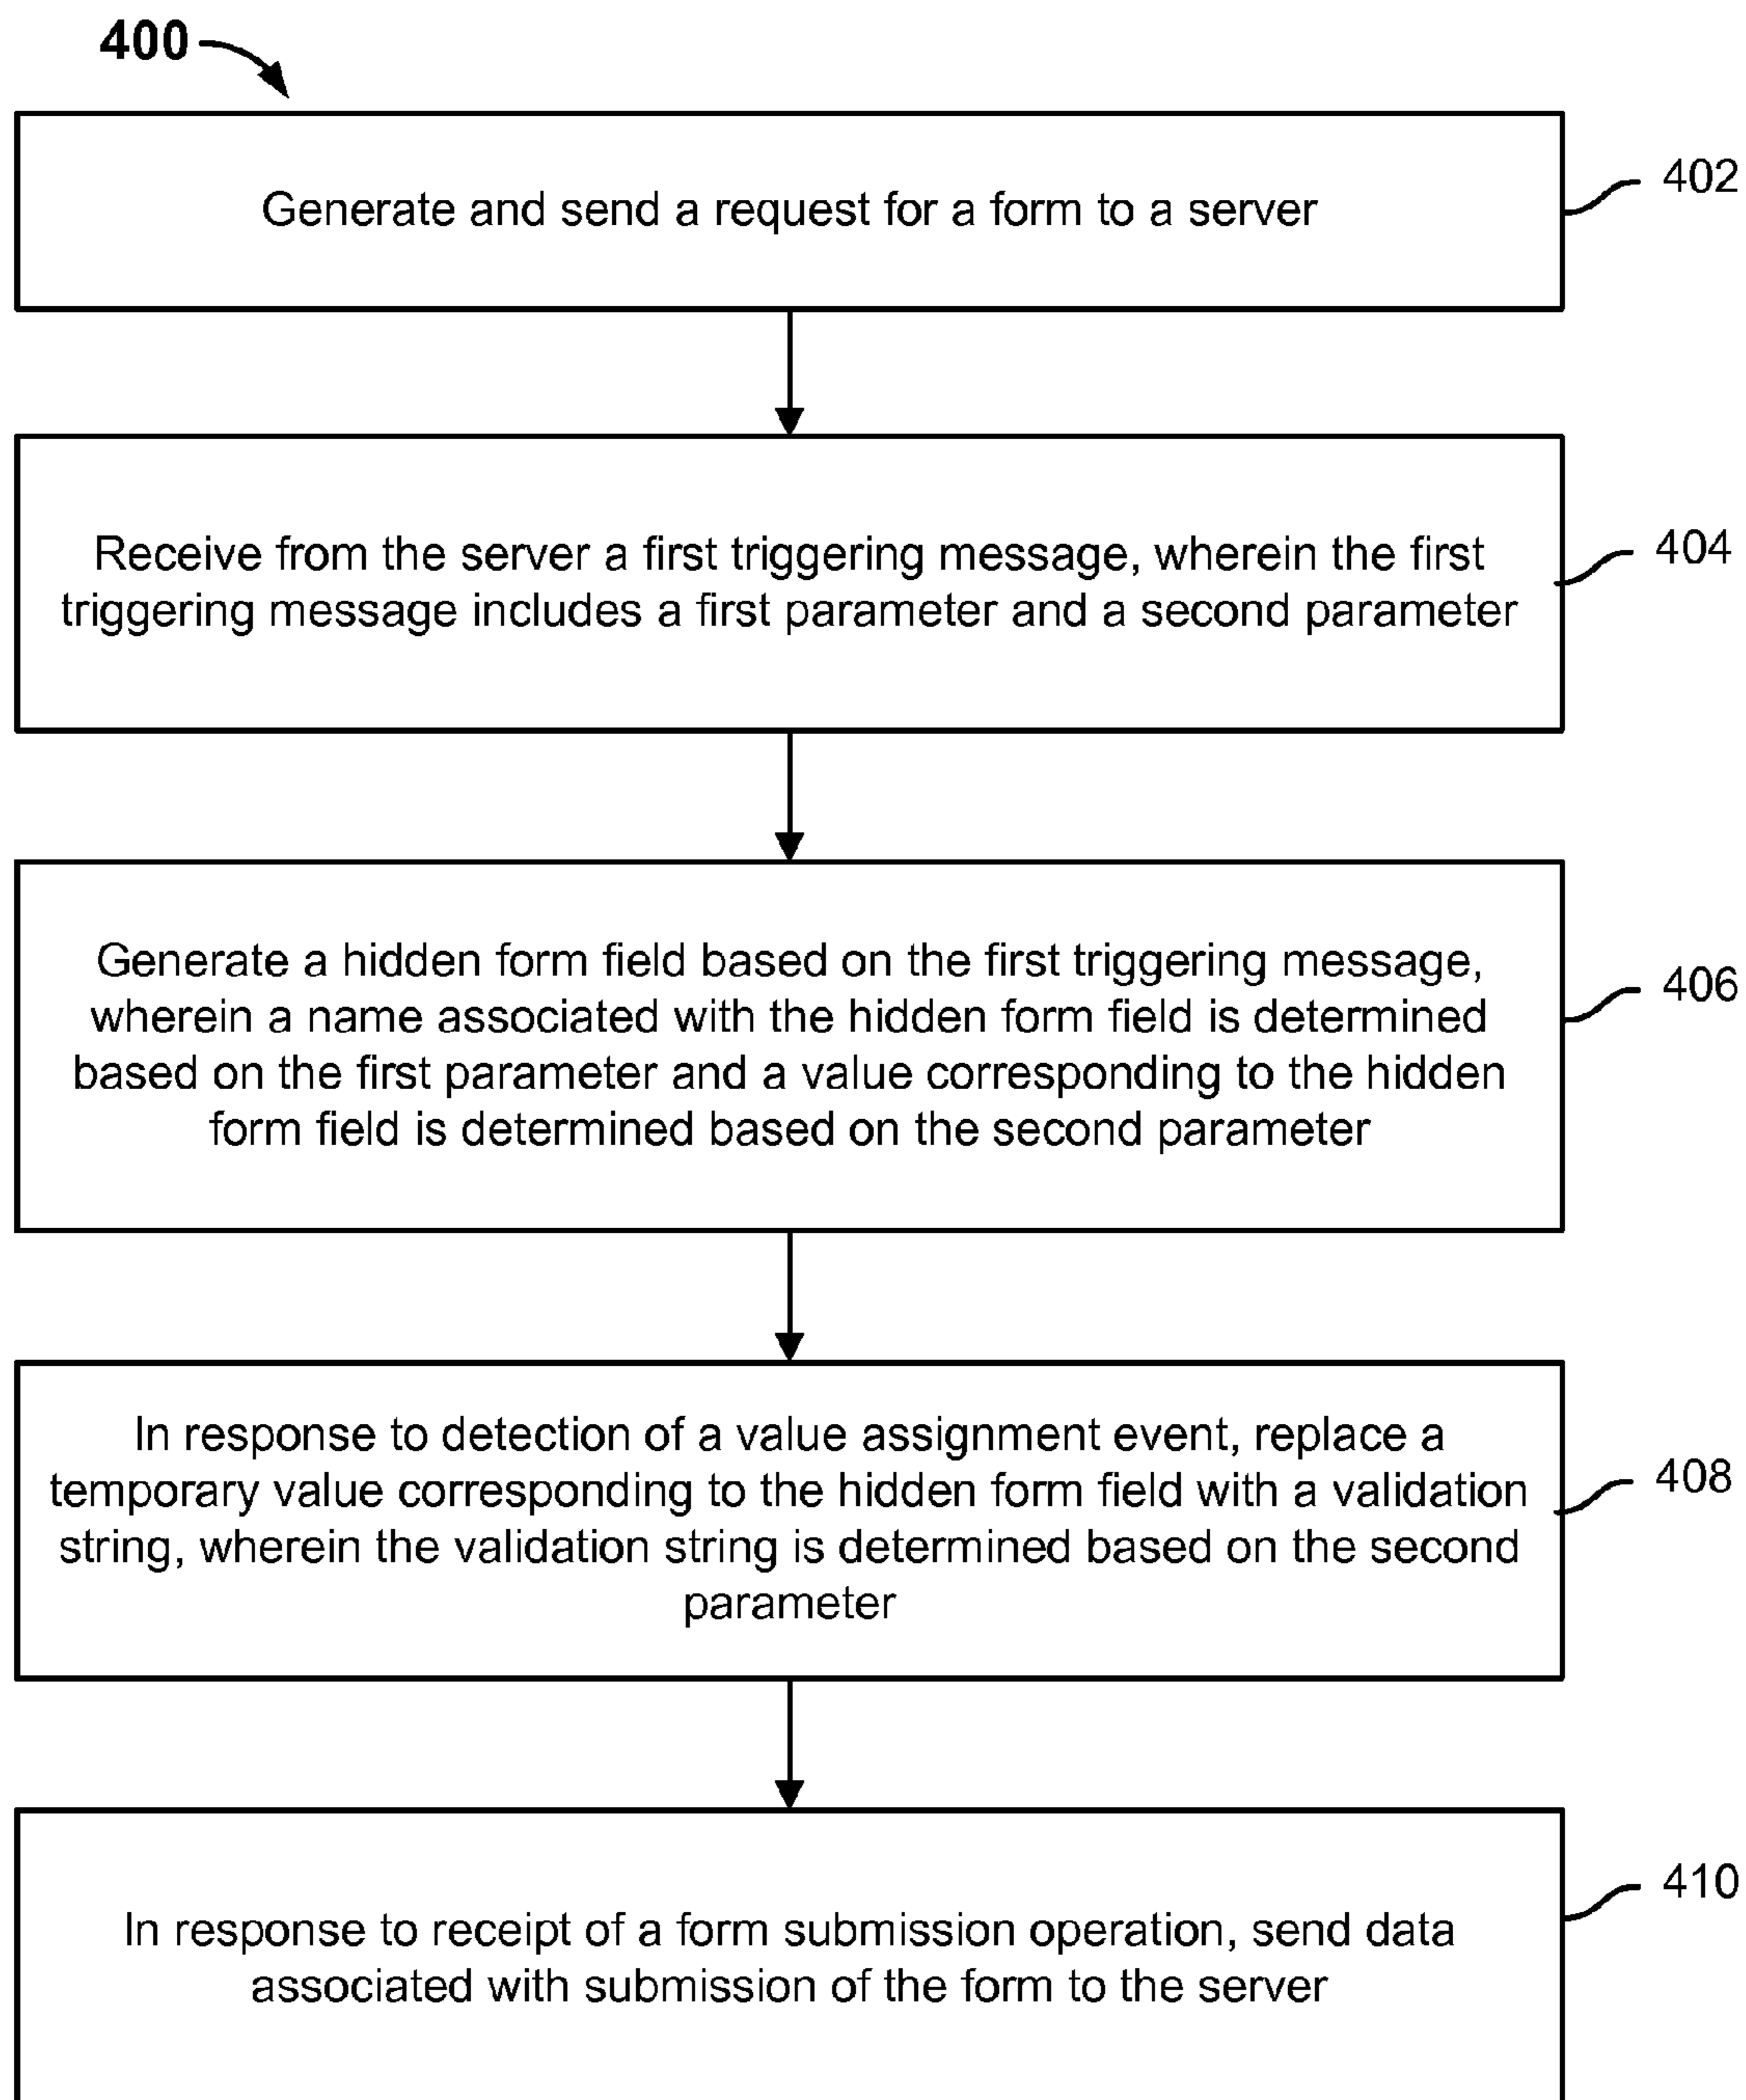 400
Generate and send a request for a form to a server
402
Receive from the server a first triggering message, wherein the first
triggering message includes a first parameter and a second parameter
404
Generate a hidden form field based on the first triggering message,
wherein a name associated with the hidden form field is determined
based on the first parameter and a value corresponding to the hidden
form field is determined based on the second parameter
406
In response to detection of a value assignment event, replace a
temporary value corresponding to the hidden form field with a validation
string, wherein the validation string is determined based on the second
parameter
408
In response to receipt of a form submission operation, send data
associated with submission of the form to the server
410